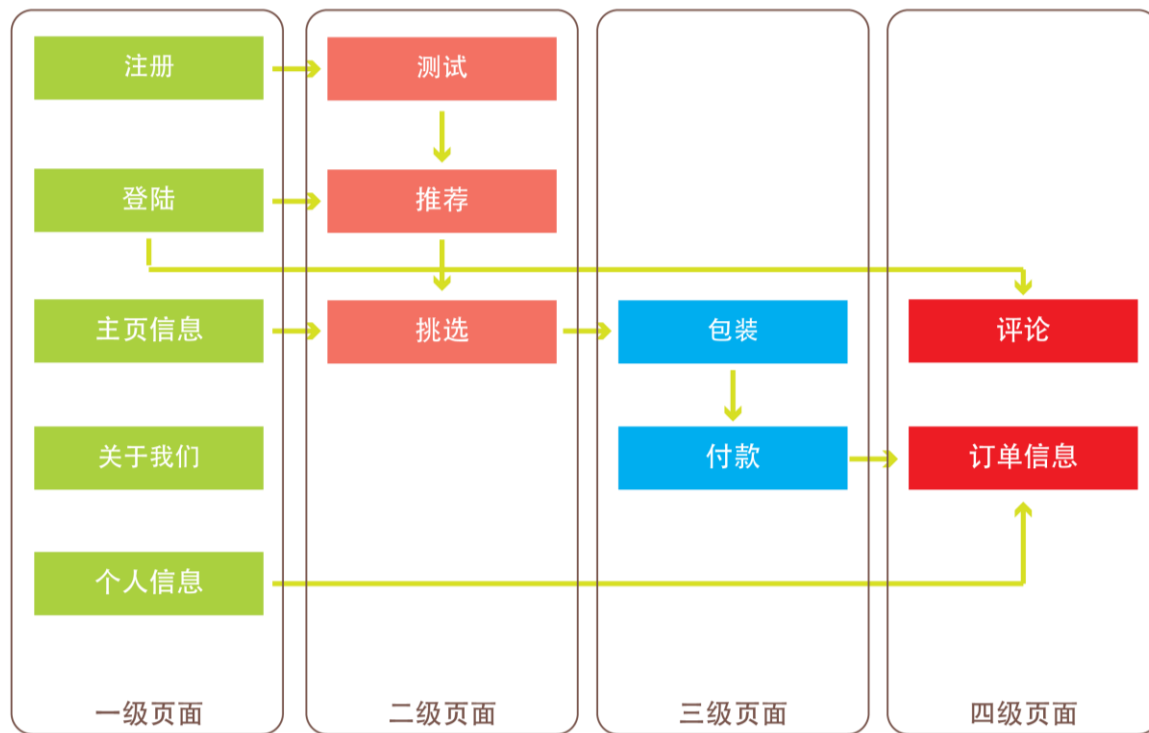 注册
测试
登陆
推荐
主页信息
挑选
包装
评论
关于我们
付款
订单信息
个人信息
一级页面
二级页面
三级页面
四级页面